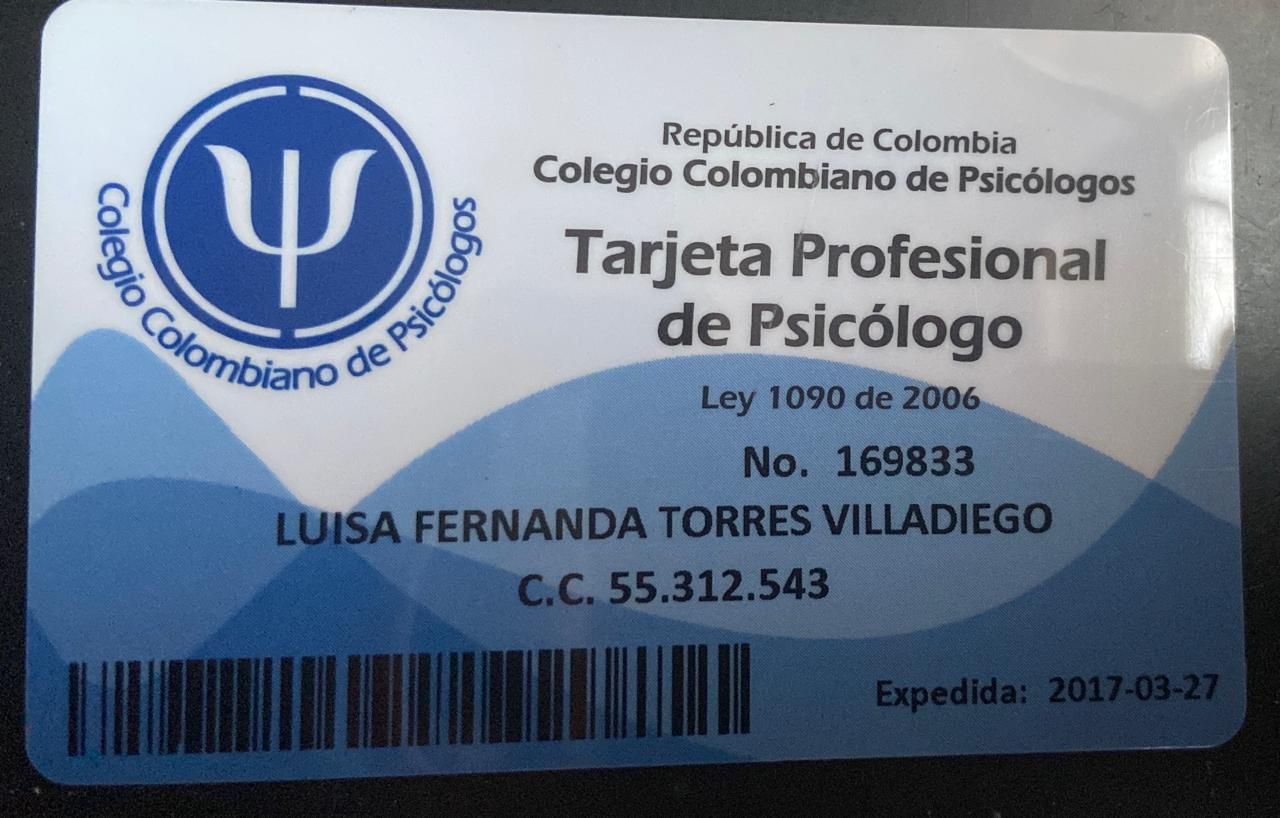 Colegio Colombiano de Psicólogos
República de Colombia
Colegio Colombiano de Psicólogos
Tarjeta Profesional
de Psicólogo
Ley 1090 de 2006
No. 169833
LUISA FERNANDA TORRES VILLADIEGO
C.C. 55.312.543
Expedida: 2017-03-27